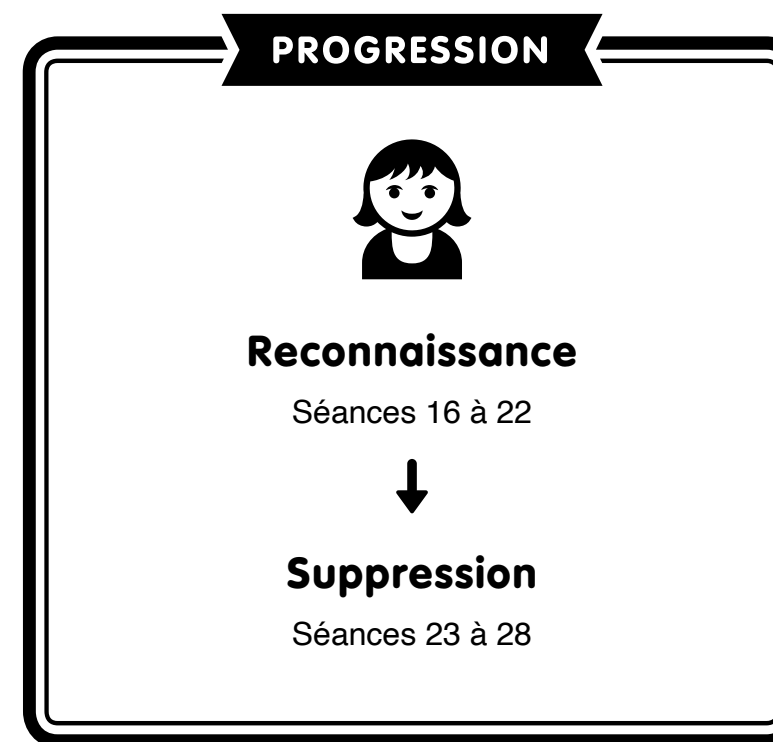 PROGRESSION
Reconnaissance
Séances 16 à 22
Suppression
Séances 23 à 28